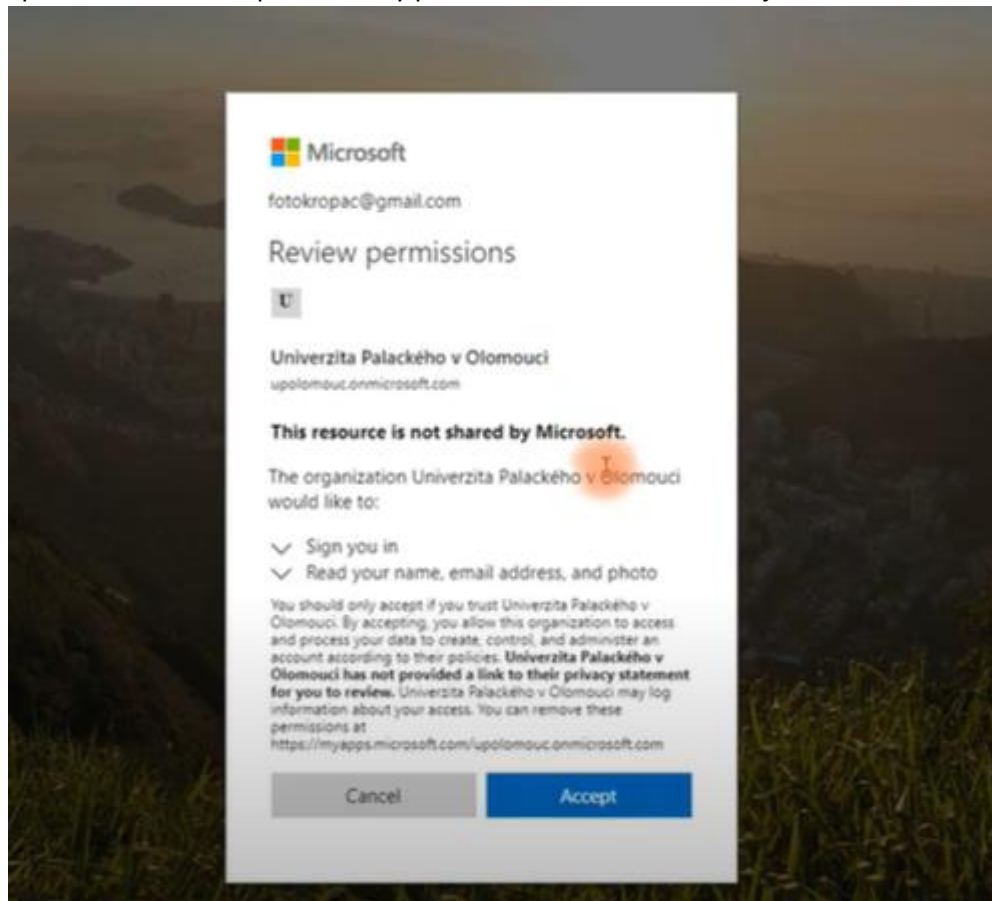 Microsoft
fotokropac@gmail.com
Review permissions
U
Univerzita Palackého v Olomouci
upolomouc.onmicrosoft.com
This resource is not shared by Microsoft.
The organization Univerzita Palackého v Olomouci
would like to:
Sign you in
Read your name, email address, and photo
You should only accept if you trust Univerzita Palackého v
Olomouci. By accepting, you allow this organization to access
and process your data to create, control, and administer an
account according to their policies. Univerzita Palackého v
Olomouci has not provided a link to their privacy statement
for you to review. Univerzita Palackého v Olomouci may log
information about your access. You can remove these
permissions at
https://myapps.microsoft.com/upolomouc.onmicrosoft.com
Cancel
Accept